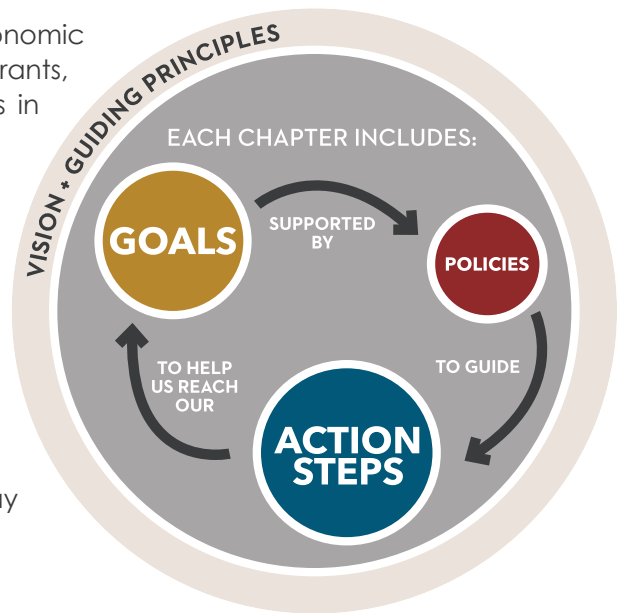 onomic
rants,
s in
VISION + GUIDING PRINCIPLES
EACH CHAPTER INCLUDES:
GOALS
SUPPORTED
BY
POLICIES
TO GUIDE
ACTION
STEPS
TO HELP
US REACH
OUR
ay